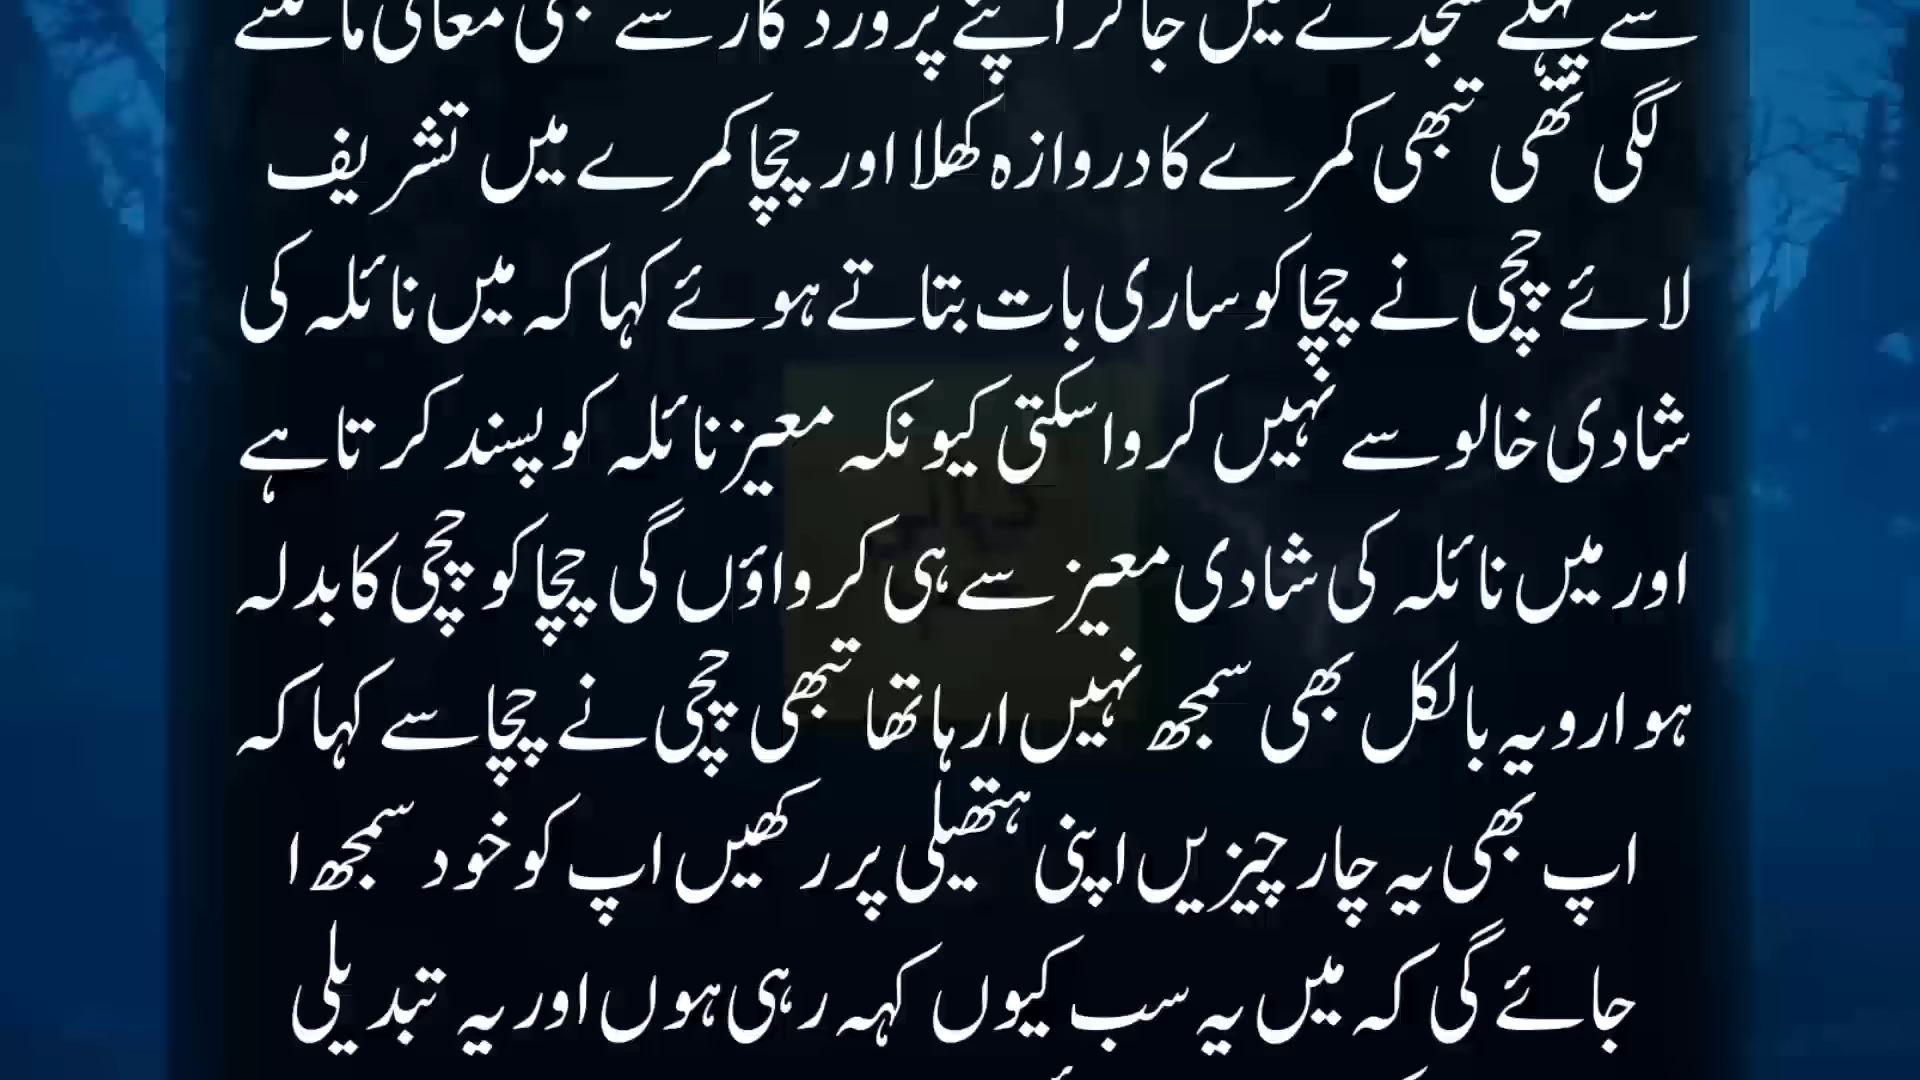 سے پہلے سجدے میں جا کر اپنے پروردگار سے بھی معافی مانگنے
لگی تھی تبھی کمرے کا دروازہ کھلا اور چچا کمرے میں تشریف
لائے چچی نے چچا کو ساری بات بتاتے ہوئے کہا کہ میں نائلہ کی
شادی خالو سے نہیں کروا سکتی کیونکہ معیز نائلہ کو پسند کرتا ہے
اور میں نائلہ کی شادی معیز سے ہی کرواؤں گی چچا کو چچی کا بدلہ
ہوا رویہ بالکل بھی سمجھ نہیں ارہا تھا تبھی چچی نے چچا سے کہا کہ
اپ بھی یہ چار چیزیں اپنی ہتھیلی پر رکھیں اپ کو خود سمجھ ا
جائے گی کہ میں یہ سب کیوں کہہ رہی ہوں اور یہ تبدیلی